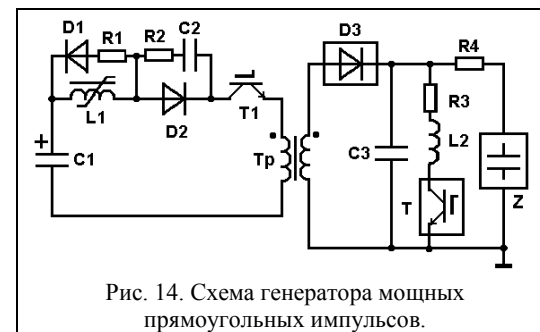 D1 R1 R2 C2 D3 R4
L1 D2 T1 R3
+ C1 Тр C3 L2
T Z
Рис. 14. Схема генератора мощных
прямоугольных импульсов.